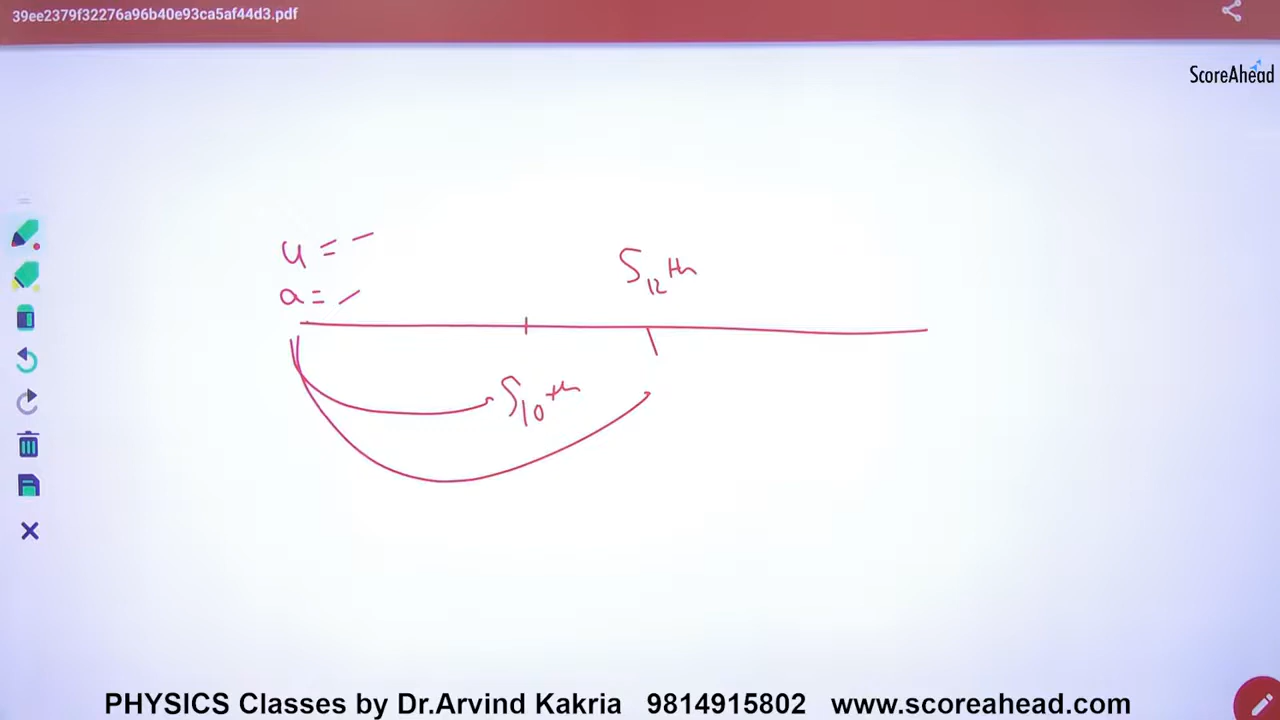 39ee2379f32276a96b40e93ca5af44d3.pdf
ScoreAhead
u = -
a = -
S12th
S10th
PHYSICS Classes by Dr.Arvind Kakria 9814915802 www.scoreahead.com